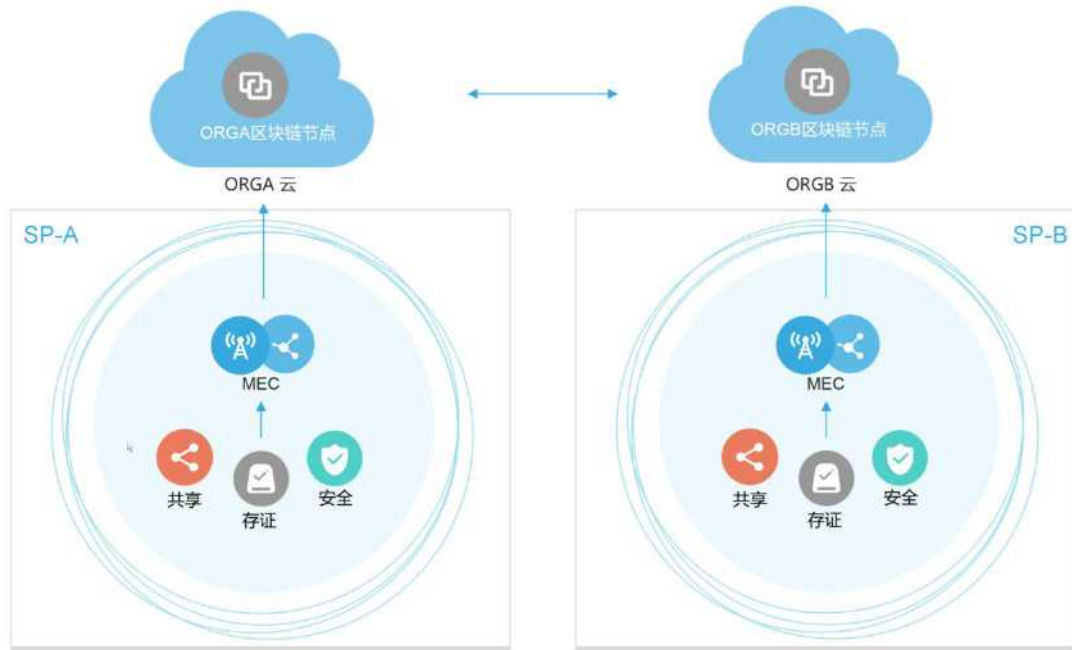 ORGA区块链节点
ORGB区块链节点
ORGA 云
ORGB 云
SP-A
SP-B
MEC
MEC
共享
存证
安全
共享
存证
安全